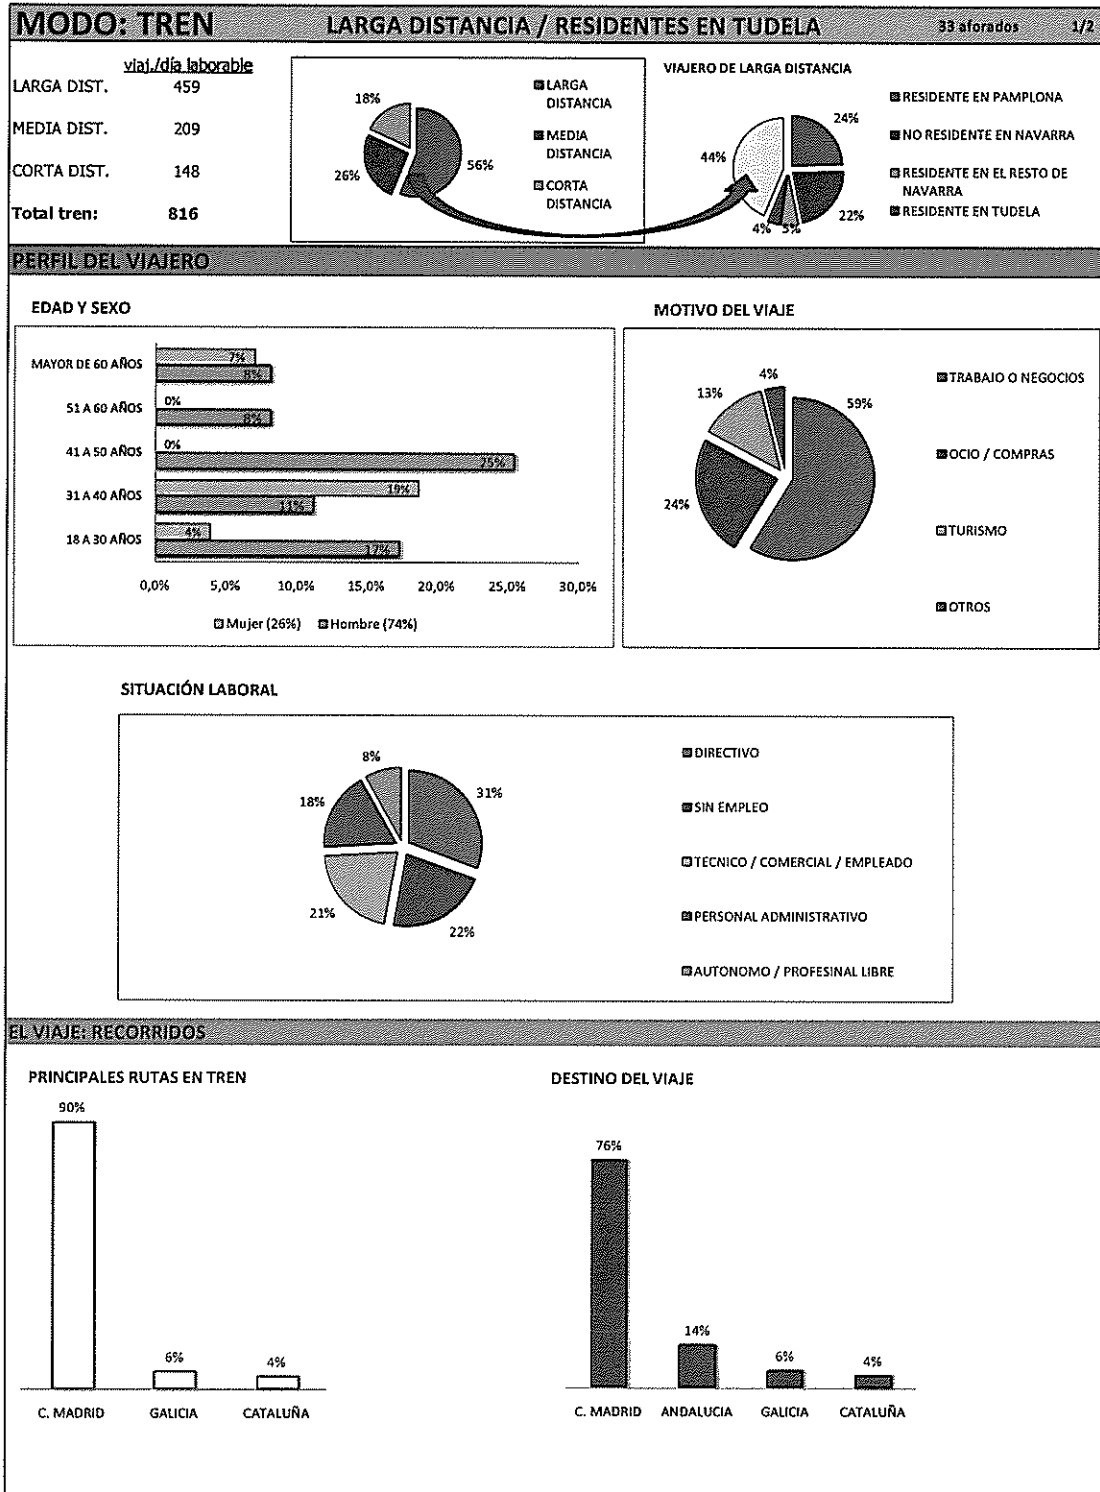 MODO: TREN LARGA DISTANCIA / RESIDENTES EN TUDELA 33 aforados 1/2
viaj./día laborable
LARGA DIST. 459
MEDIA DIST. 209
CORTA DIST. 148
Total tren: 816
18%
26%
56%
LARGA DISTANCIA
MEDIA DISTANCIA
CORTA DISTANCIA
VIAJERO DE LARGA DISTANCIA
44%
24%
22%
4% 5%
RESIDENTE EN PAMPLONA
NO RESIDENTE EN NAVARRA
RESIDENTE EN EL RESTO DE NAVARRA
RESIDENTE EN TUDELA
PERFIL DEL VIAJERO
EDAD Y SEXO
MAYOR DE 60 AÑOS 7% 8%
51 A 60 AÑOS 0% 8%
41 A 50 AÑOS 0% 25%
31 A 40 AÑOS 19% 11%
18 A 30 AÑOS 4% 17%
0,0% 5,0% 10,0% 15,0% 20,0% 25,0% 30,0%
Mujer (26%) Hombre (74%)
MOTIVO DEL VIAJE
4%
13%
59%
24%
TRABAJO O NEGOCIOS
OCIO / COMPRAS
TURISMO
OTROS
SITUACIÓN LABORAL
8%
18%
31%
21%
22%
DIRECTIVO
SIN EMPLEO
TECNICO / COMERCIAL / EMPLEADO
PERSONAL ADMINISTRATIVO
AUTONOMO / PROFESINAL LIBRE
EL VIAJE: RECORRIDOS
PRINCIPALES RUTAS EN TREN
90%
6%
4%
C. MADRID GALICIA CATALUÑA
DESTINO DEL VIAJE
76%
14%
6%
4%
C. MADRID ANDALUCIA GALICIA CATALUÑA